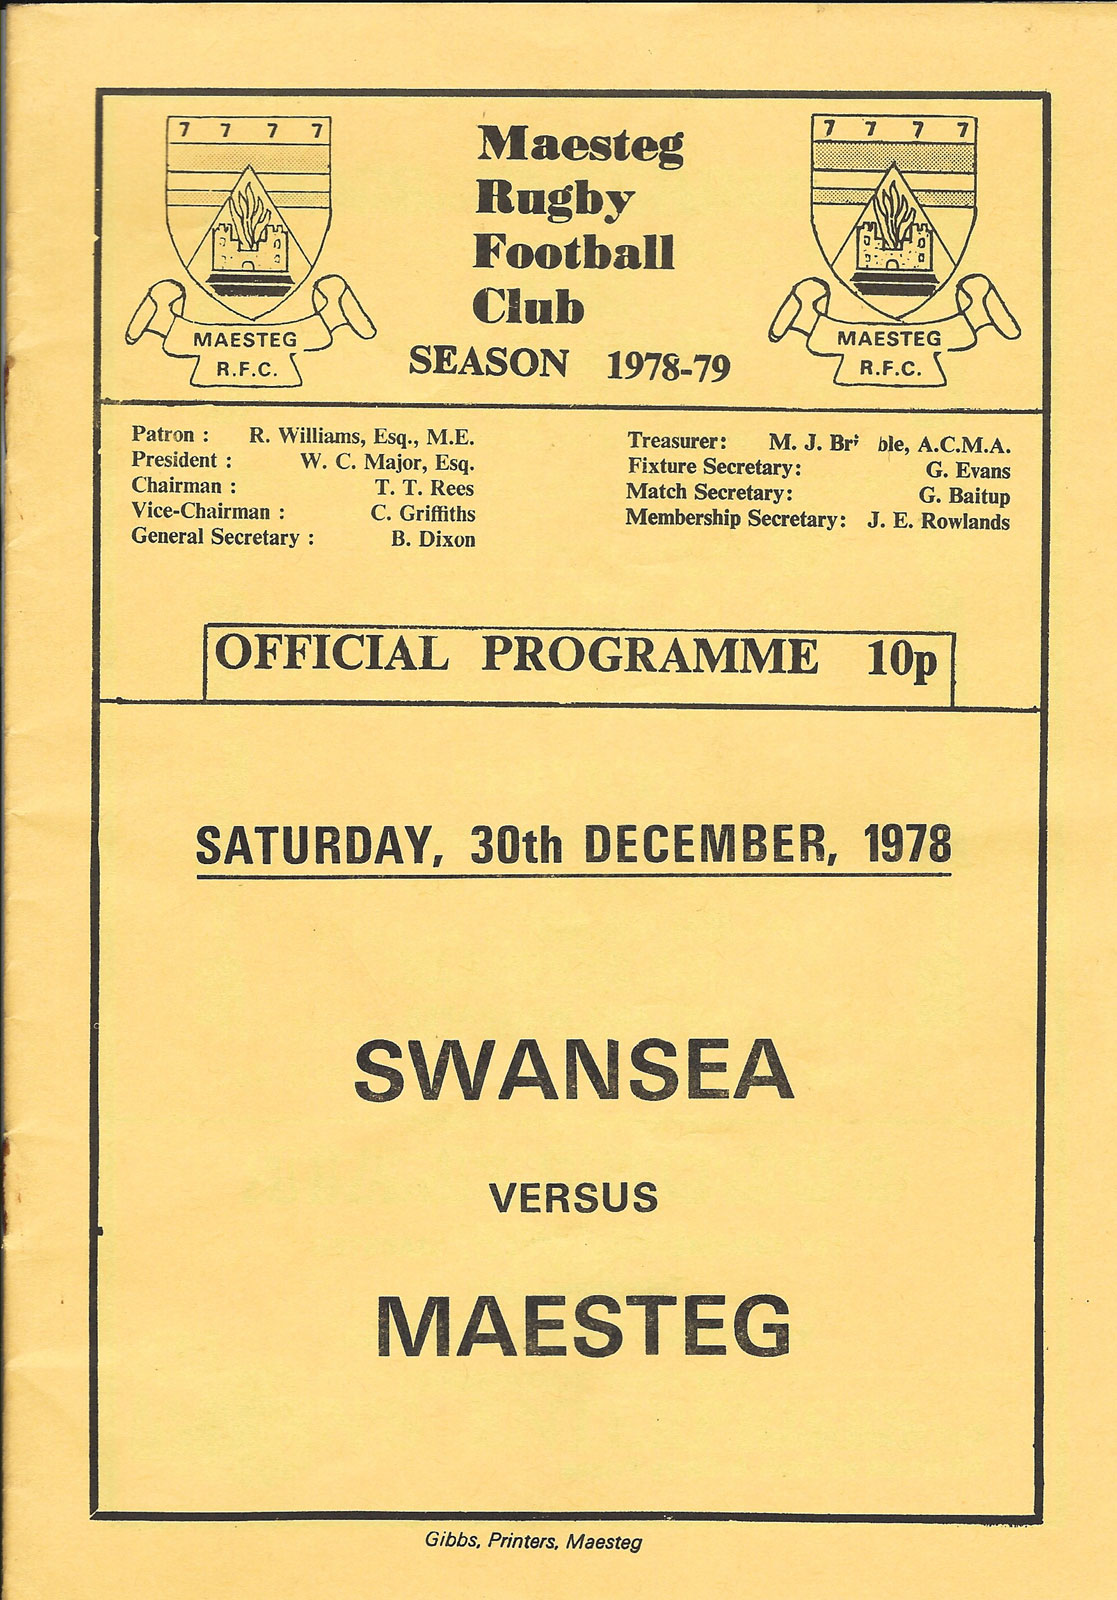 7 7 7 7
MAESTEG
R.F.C.
Maesteg
Rugby
Football
Club
SEASON 1978-79
7 7 7 7
MAESTEG
R.F.C.
Patron : R. Williams, Esq., M.E.
President : W. C. Major, Esq.
Chairman : T. T. Rees
Vice-Chairman : C. Griffiths
General Secretary : B. Dixon
Treasurer: M. J. A.C.M.A.
Fixture Secretary: G. Evans
Match Secretary: G. Baitup
Membership Secretary: J. E. Rowlands
OFFICIAL PROGRAMME 10p
SATURDAY, 30th DECEMBER, 1978
SWANSEA
VERSUS
MAESTEG
Gibbs, Printers, Maesteg